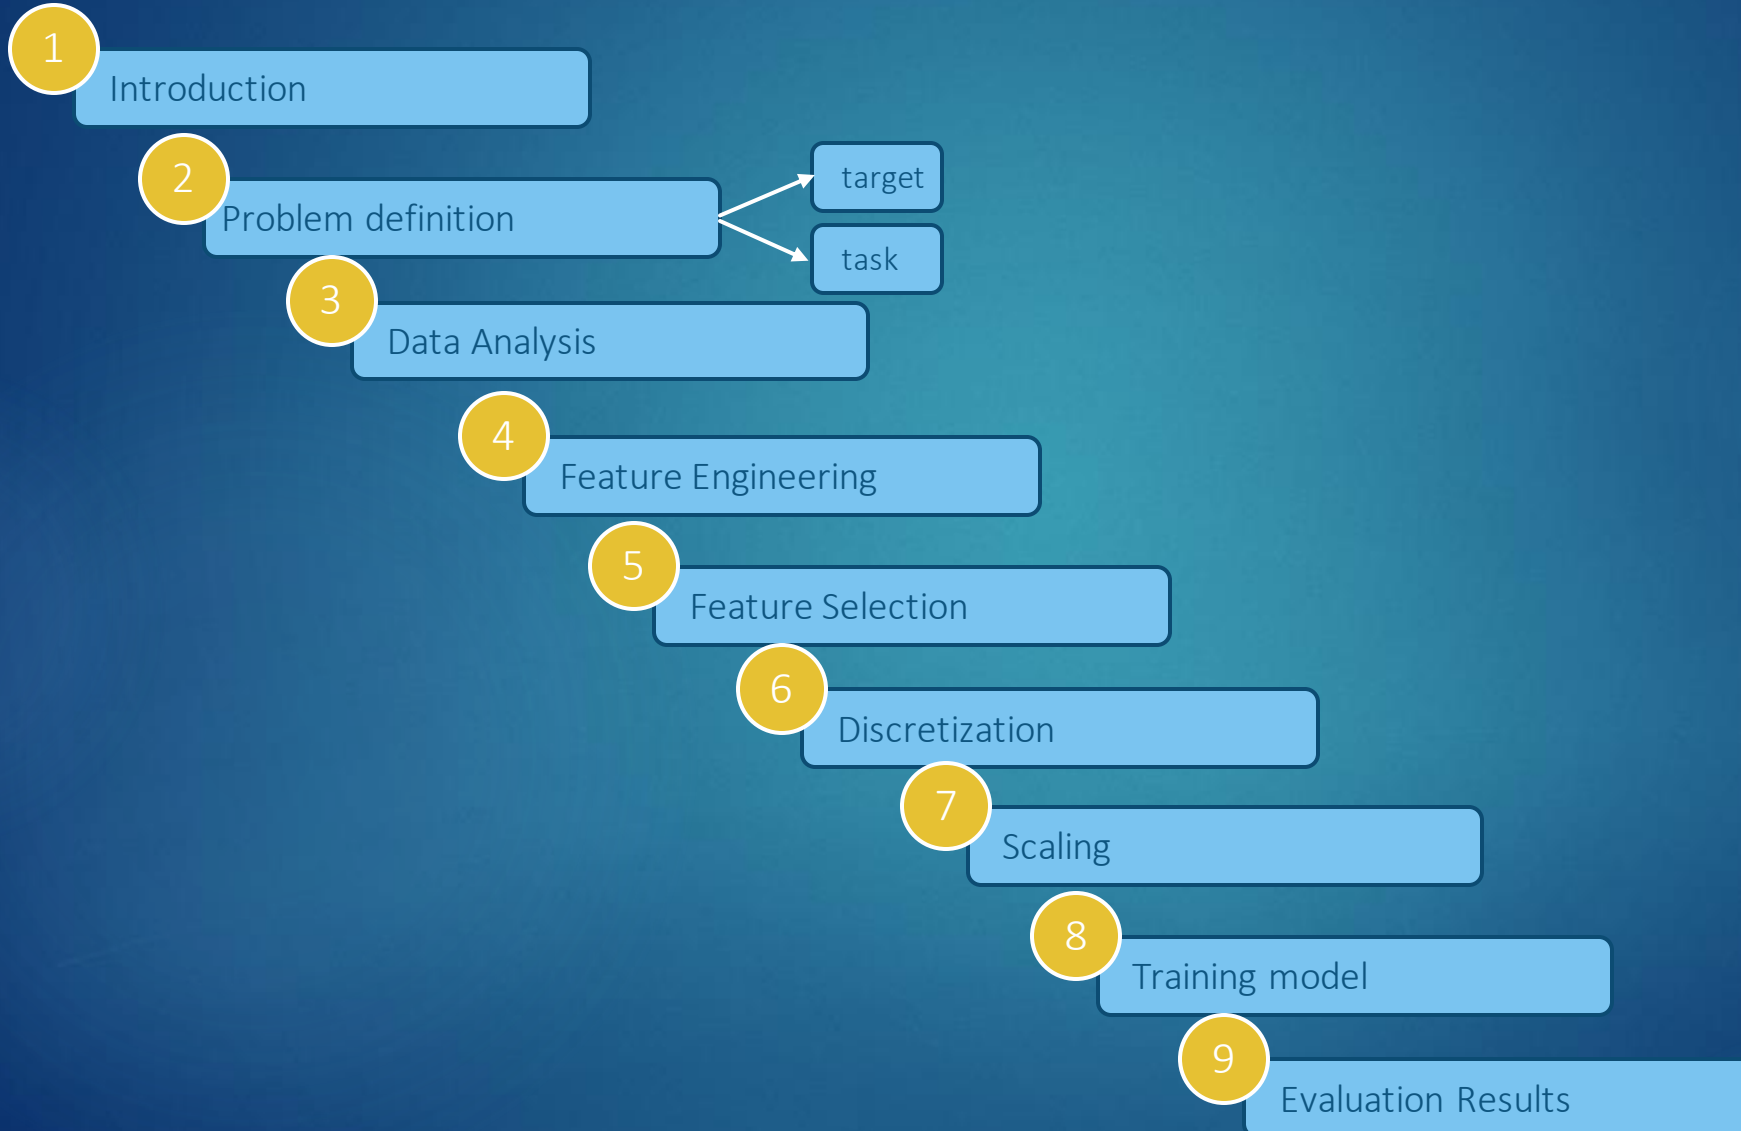 1
Introduction
2
Problem definition
target
task
3
Data Analysis
4
Feature Engineering
5
Feature Selection
6
Discretization
7
Scaling
8
Training model
9
Evaluation Results